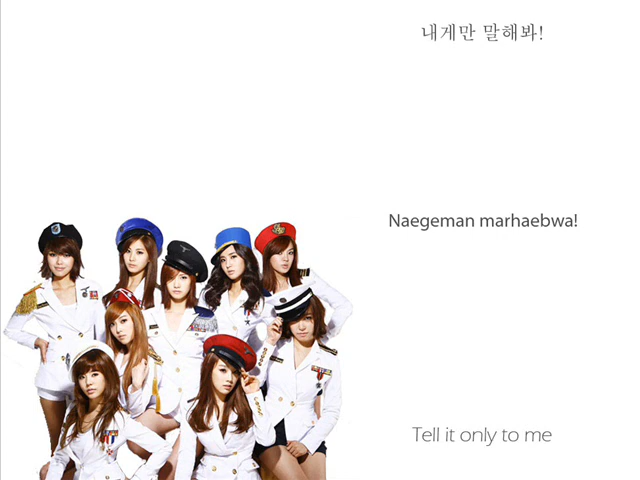 내게만 말해봐!
Naegeman marhaebwa!
Tell it only to me